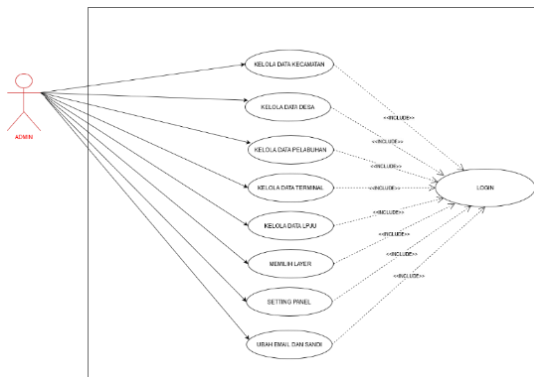 KELOLA DATA KECAMATAN
<<INCLUDE>>
KELOLA DATA DESA
<<INCLUDE>>
ADMIN
KELOLA DATA PELABUHAN
<<INCLUDE>>
KELOLA DATA TERMINAL
<<INCLUDE>>
LOGIN
KELOLA DATA LPJU
<<INCLUDE>>
<<INCLUDE>>
MEMILIH LAYER
<<INCLUDE>>
SETTING PANEL
<<INCLUDE>>
UBAH EMAIL DAN SANDI